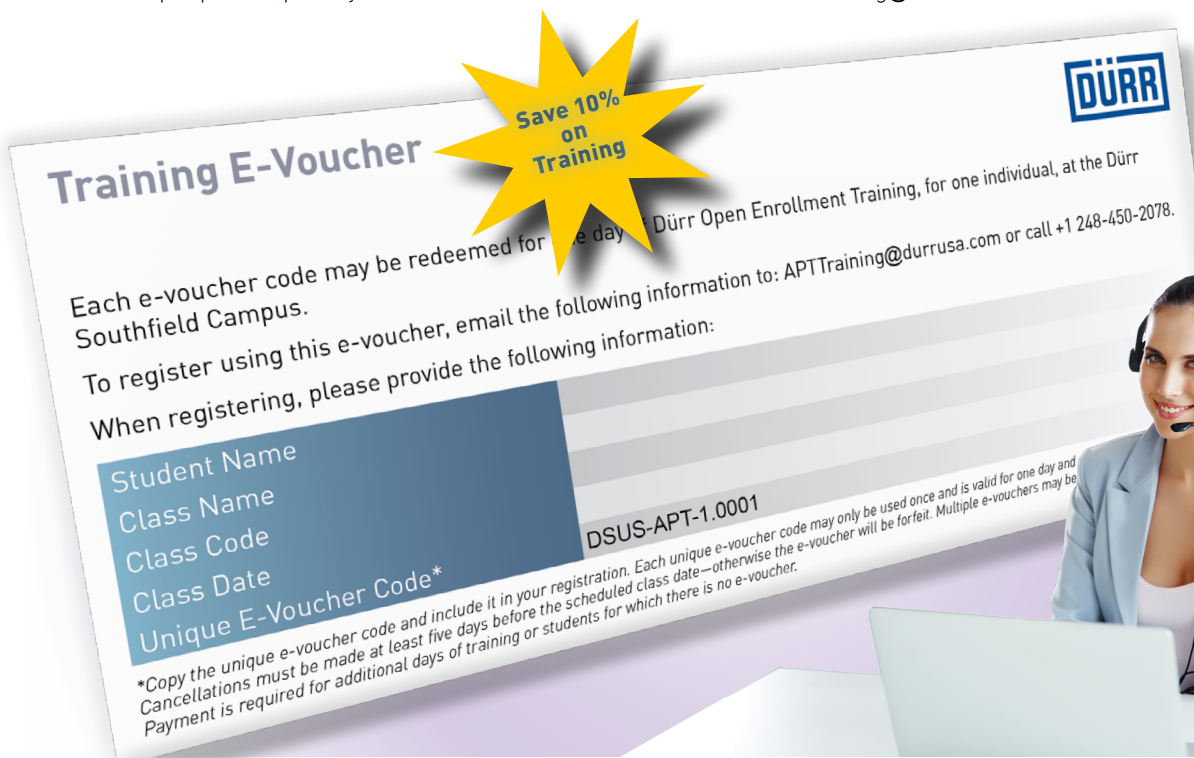 DÜRR
Save 10%
on
Training
Training E-Voucher
Each e-voucher code may be redeemed for one day of Dürr Open Enrollment Training, for one individual, at the Dürr
Southfield Campus.
To register using this e-voucher, email the following information to: APTTraining@durrusa.com or call +1 248-450-2078.
When registering, please provide the following information:
Student Name
Class Name
Class Code
Class Date
Unique E-Voucher Code*
DSUS-APT-1.0001
*Copy the unique e-voucher code and include it in your registration. Each unique e-voucher code may only be used once and is valid for one day and
Cancellations must be made at least five days before the scheduled class date—otherwise the e-voucher will be forfeit. Multiple e-vouchers may be
Payment is required for additional days of training or students for which there is no e-voucher.